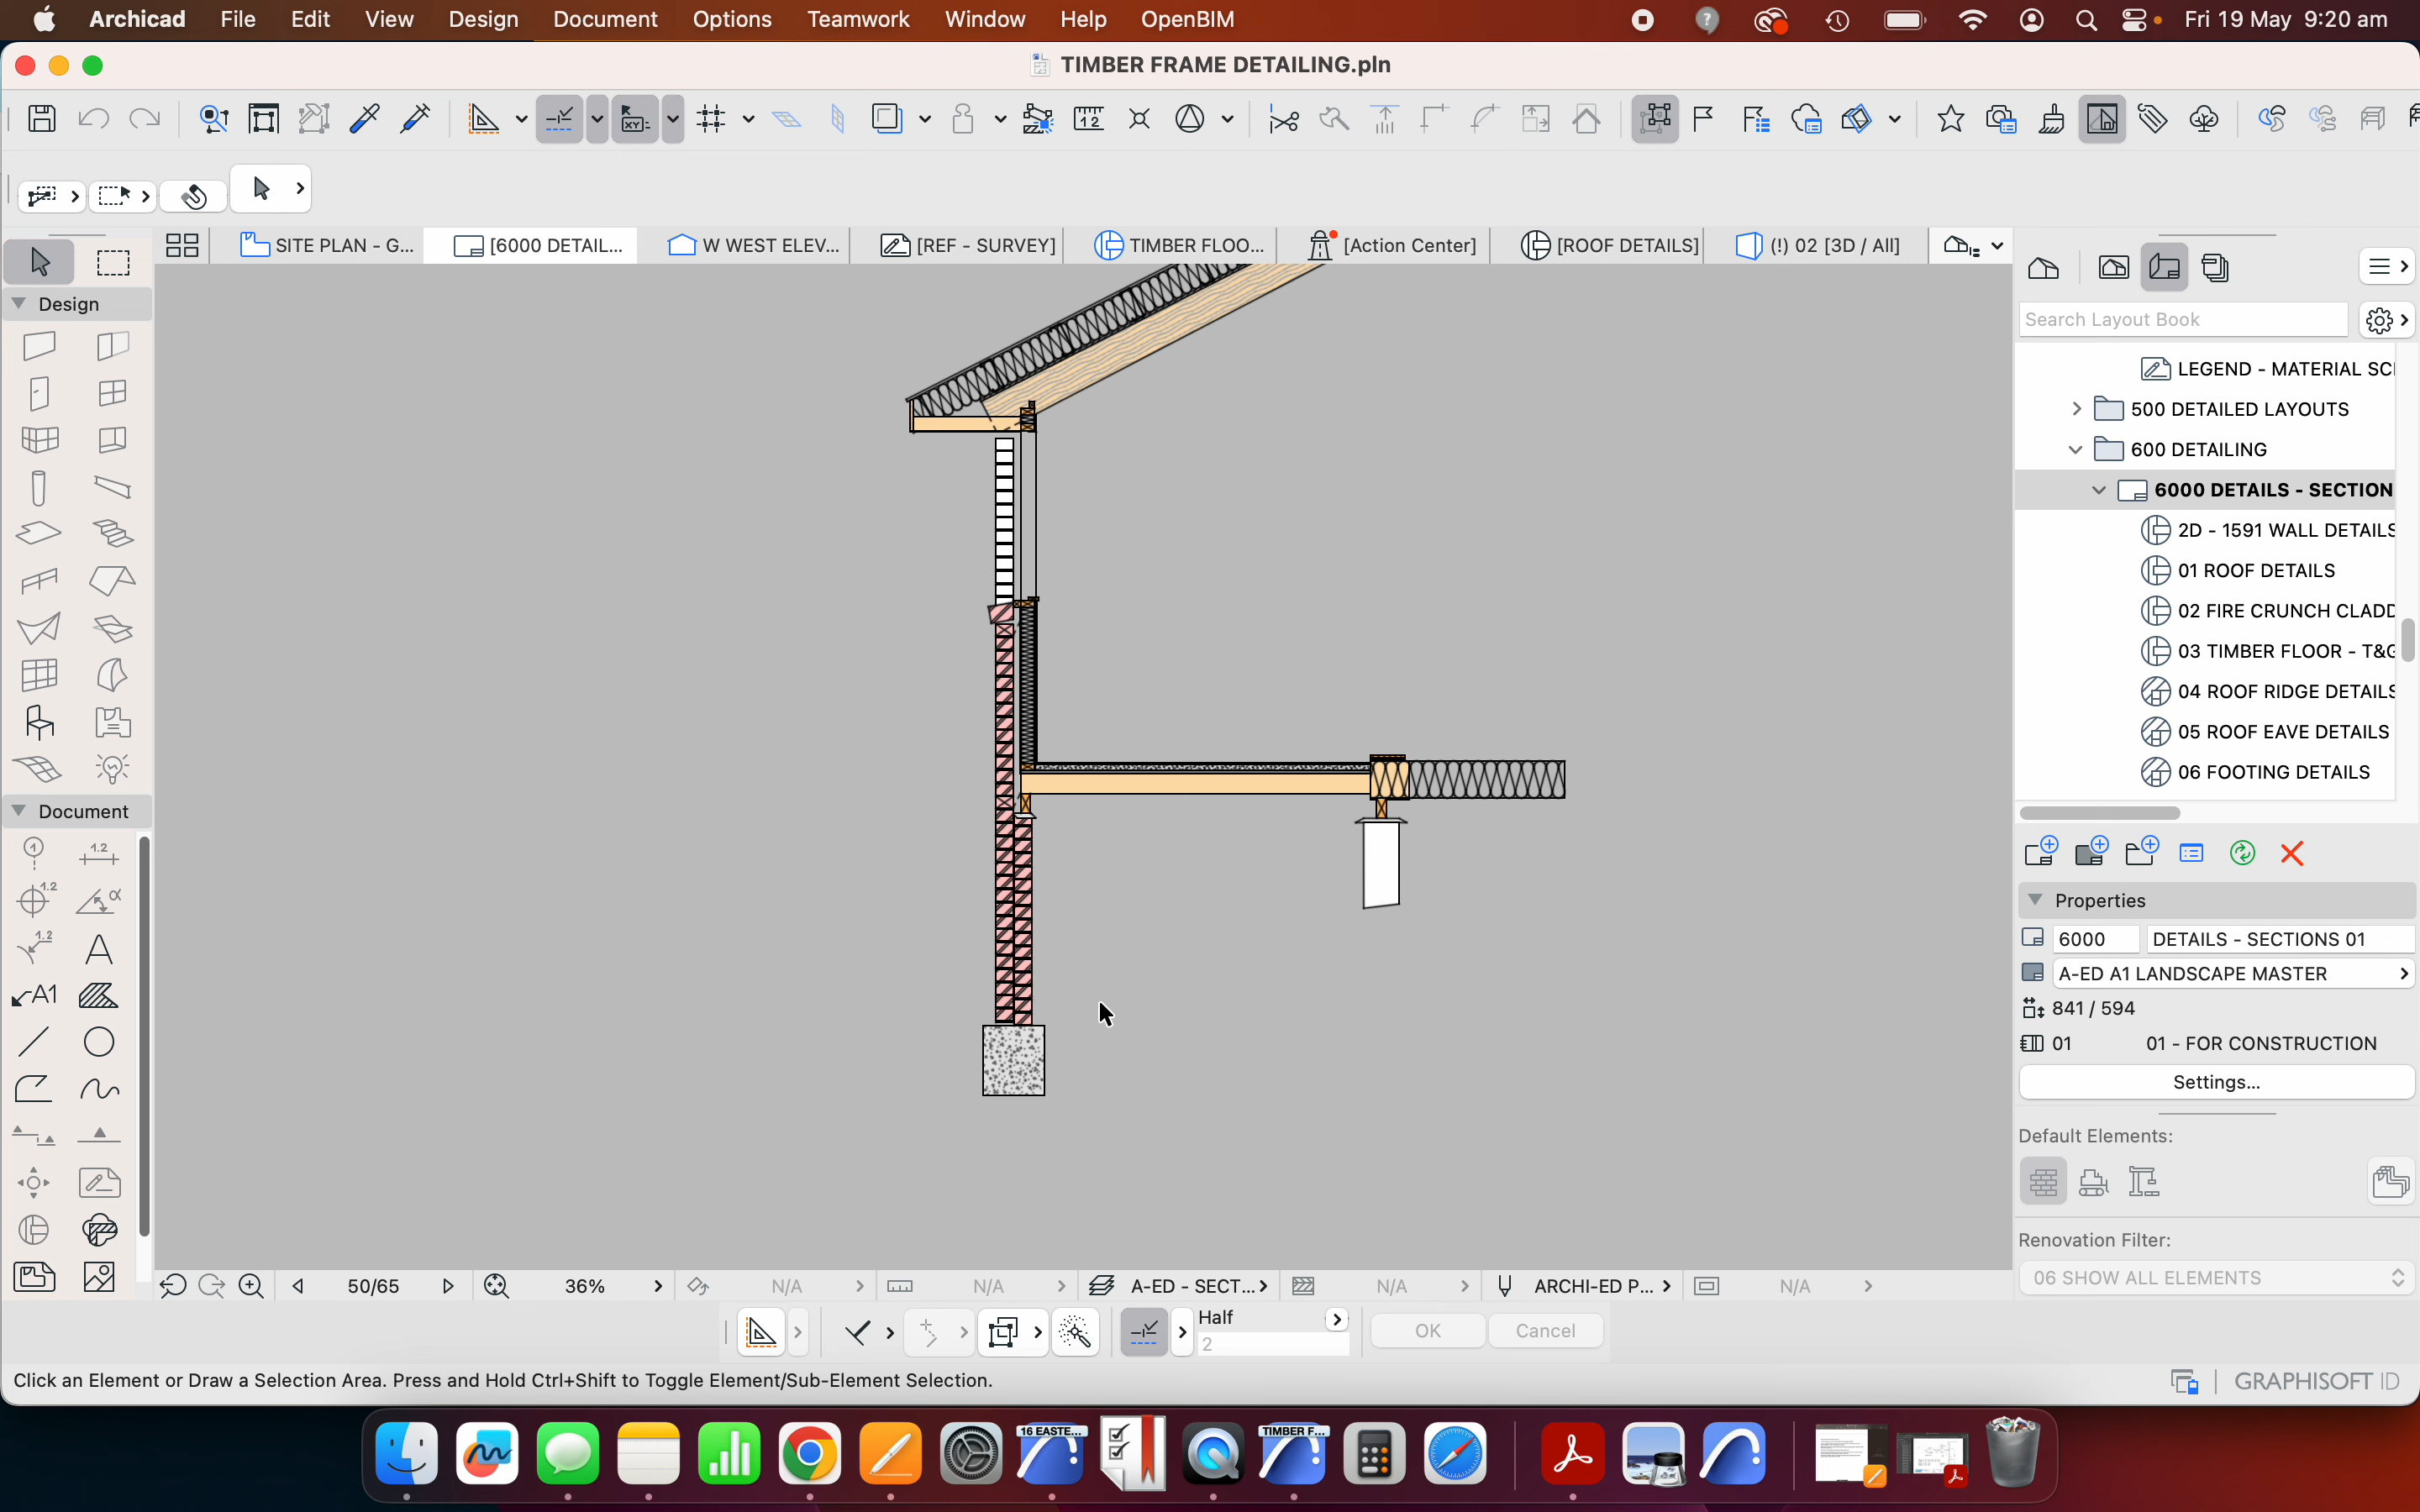 Archicad File Edit View Design Document Options Teamwork Window Help OpenBIM Fri 19 May 9:20 am
TIMBER FRAME DETAILING.pln
SITE PLAN - G... [6000 DETAIL... W WEST ELEV... [REF - SURVEY] TIMBER FLOO... [Action Center] [ROOF DETAILS] (!) 02 [3D / All]
Design
Document
Search Layout Book
LEGEND - MATERIAL SC
500 DETAILED LAYOUTS
600 DETAILING
6000 DETAILS - SECTION
2D - 1591 WALL DETAILS
01 ROOF DETAILS
02 FIRE CRUNCH CLADD
03 TIMBER FLOOR - T&G
04 ROOF RIDGE DETAILS
05 ROOF EAVE DETAILS
06 FOOTING DETAILS
Properties
6000 DETAILS - SECTIONS 01
A-ED A1 LANDSCAPE MASTER
841 / 594
01 01 - FOR CONSTRUCTION
Settings...
Default Elements:
Renovation Filter:
06 SHOW ALL ELEMENTS
50/65 36% N/A N/A A-ED - SECT... N/A ARCHI-ED P... N/A
Half
2
OK Cancel
Click an Element or Draw a Selection Area. Press and Hold Ctrl+Shift to Toggle Element/Sub-Element Selection.
GRAPHISOFT ID
16 EASTE...
TIMBER F...